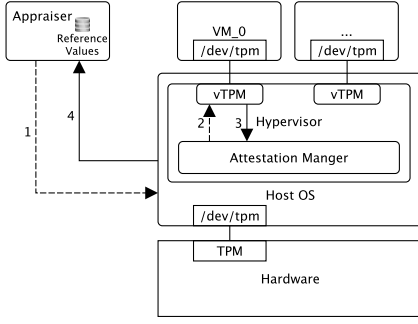 Appraiser
Reference
Values
VM_0
/dev/tpm
...
/dev/tpm
vTPM
vTPM
1
4
2
3
Hypervisor
Attestation Manger
Host OS
/dev/tpm
TPM
Hardware